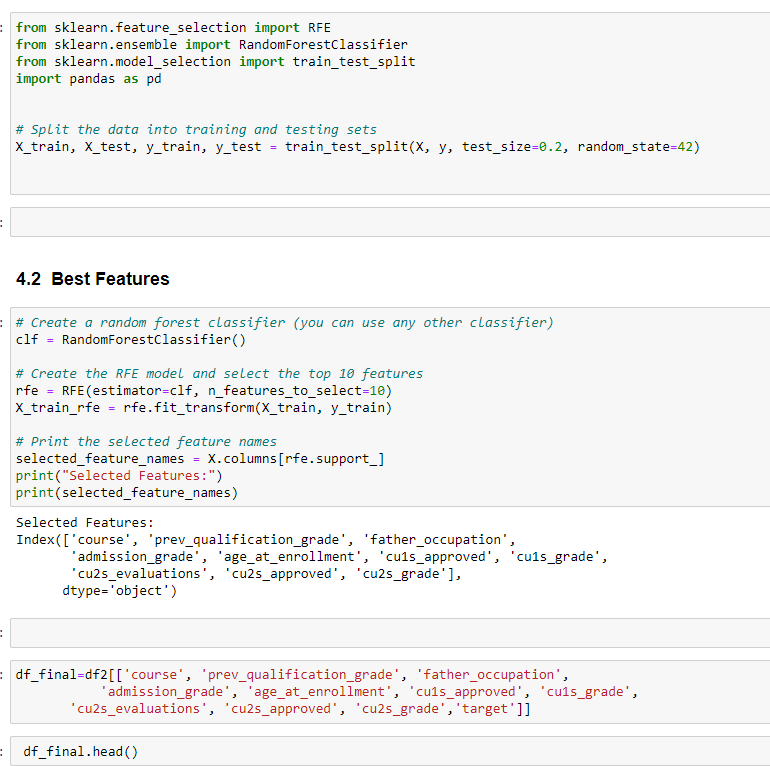 from sklearn.feature_selection import RFE
from sklearn.ensemble import RandomForestClassifier
from sklearn.model_selection import train_test_split
import pandas as pd
# Split the data into training and testing sets
X_train, X_test, y_train, y_test = train_test_split(X, y, test_size=0.2, random_state=42)
4.2 Best Features
# Create a random forest classifier (you can use any other classifier)
clf = RandomForestClassifier()
# Create the RFE model and select the top 10 features
rfe = RFE(estimator=clf, n_features_to_select=10)
X_train_rfe = rfe.fit_transform(X_train, y_train)
# Print the selected feature names
selected_feature_names = X.columns[rfe.support_]
print("Selected Features:")
print(selected_feature_names)
Selected Features:
Index(['course', 'prev_qualification_grade', 'father_occupation',
'admission_grade', 'age_at_enrollment', 'cu1s_approved', 'cu1s_grade',
'cu2s_evaluations', 'cu2s_approved', 'cu2s_grade'],
dtype='object')
df_final=df2[['course', 'prev_qualification_grade', 'father_occupation',
'admission_grade', 'age_at_enrollment', 'cu1s_approved', 'cu1s_grade',
'cu2s_evaluations', 'cu2s_approved', 'cu2s_grade','target']]
df_final.head()